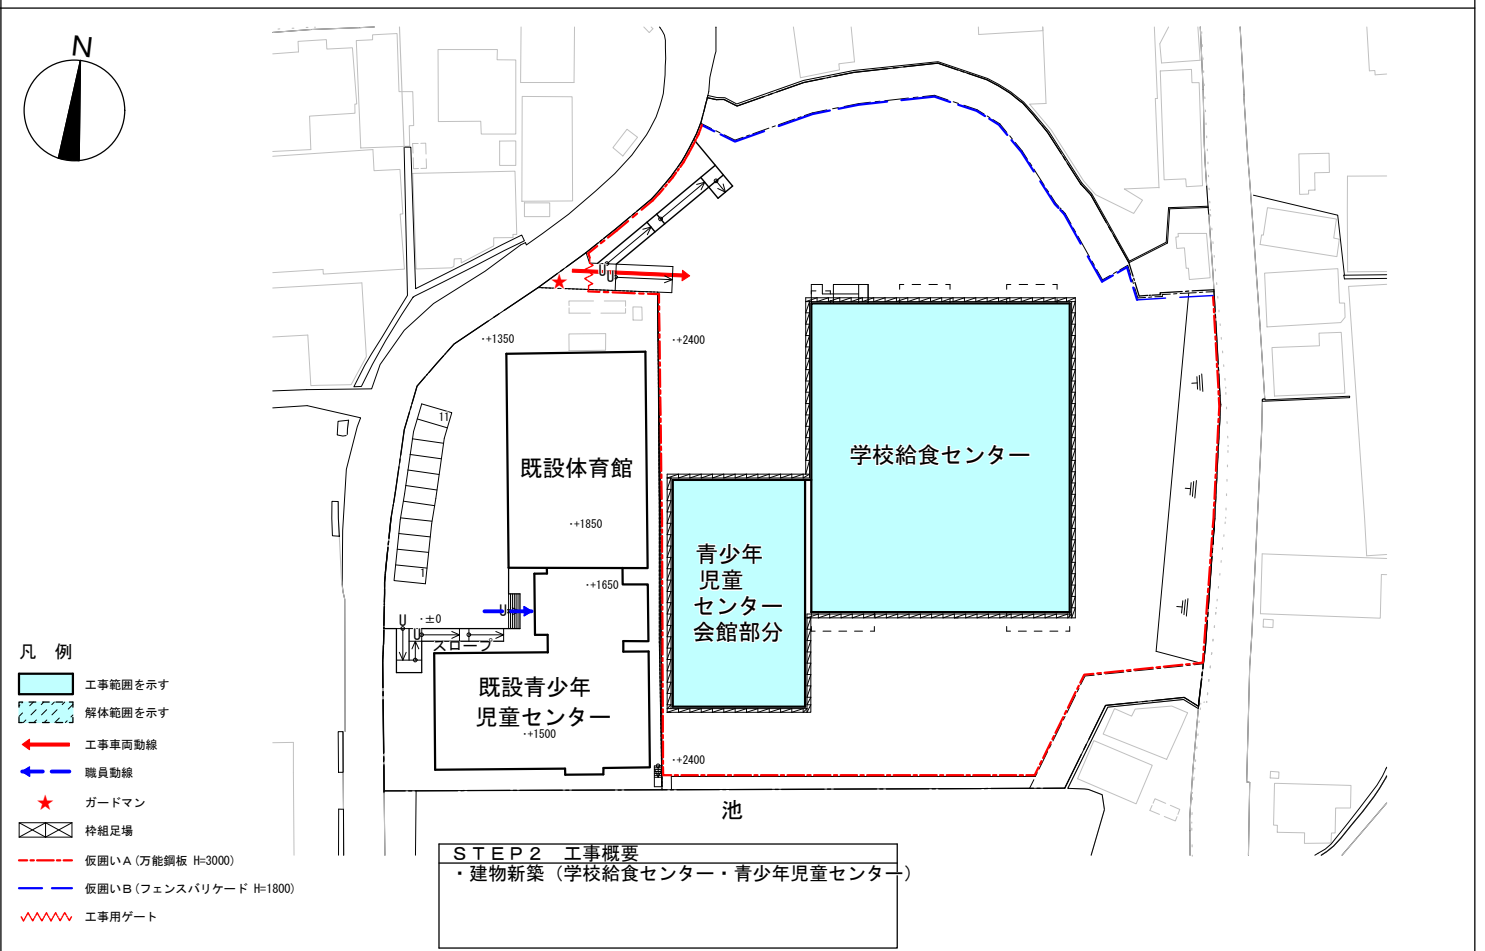 N
・+1350
・+2400
11
学校給食センター
既設体育館
・+1850
青少年
児童
センター
会館部分
・+1650
1
U
U
U
U
U
・±0
スロープ
既設青少年
児童センター
・+1500
・+2400
池
凡　例
工事範囲を示す
解体範囲を示す
工事車両動線
職員動線
ガードマン
枠組足場
仮囲いA(万能鋼板 H=3000)
仮囲いB(フェンスバリケード H=1800)
工事用ゲート
STEP2　工事概要
・建物新築（学校給食センター・青少年児童センター）